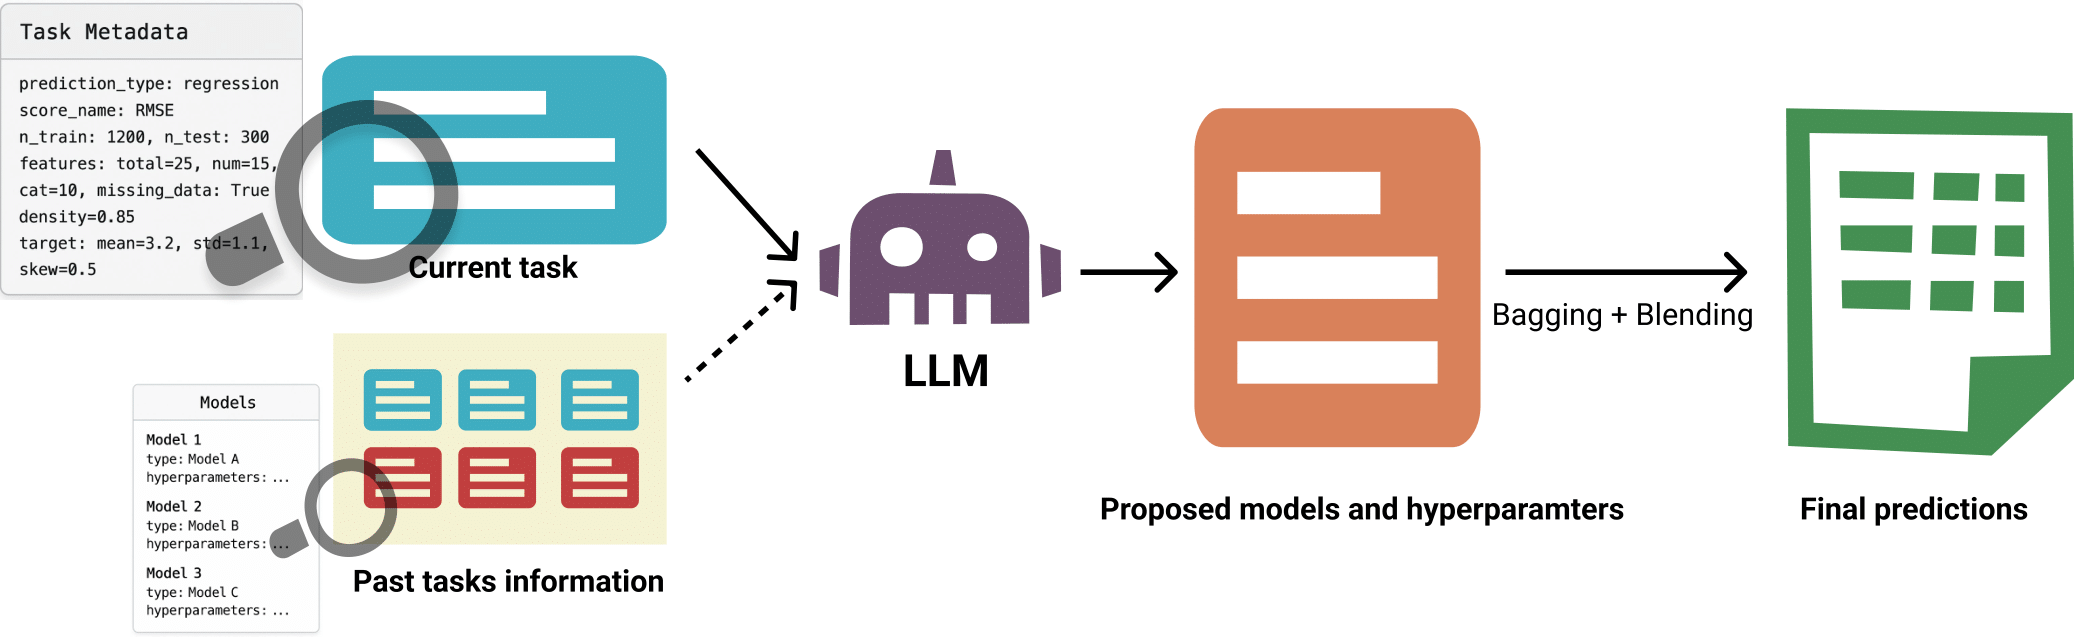 Task Metadata
prediction_type: regression
score_name: RMSE
n_train: 1200, n_test: 300
features: total=25, num=15,
cat=10, missing_data: True
density=0.85
target: mean=3.2, std=1.1,
skew=0.5
Current task
Models
Model 1
type: Model A
hyperparameters: ...
Model 2
type: Model B
hyperparameters: ...
Model 3
type: Model C
hyperparameters: ...
Past tasks information
LLM
Proposed models and hyperparamters
Bagging + Blending
Final predictions